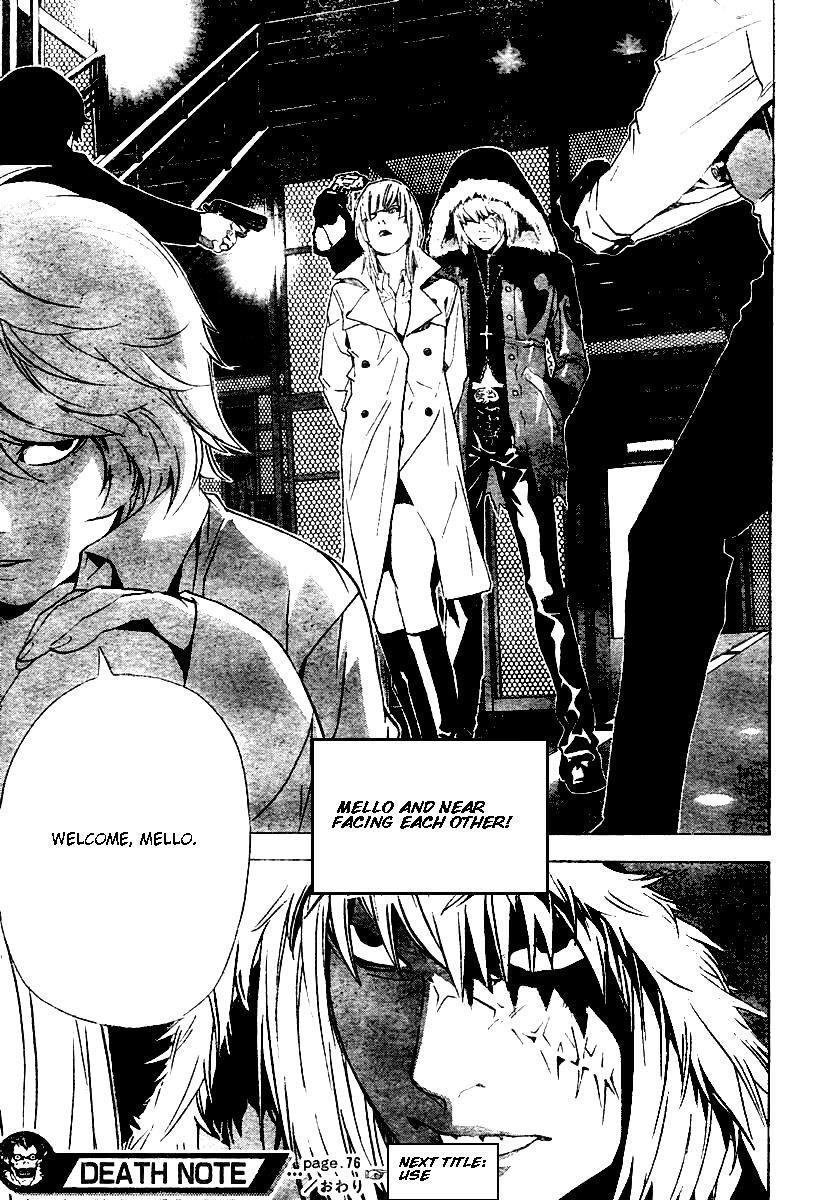 MELLO AND NEAR
FACING EACH OTHER!
WELCOME, MELLO.
DEATH NOTE
page.76
おわり
NEXT TITLE:
USE